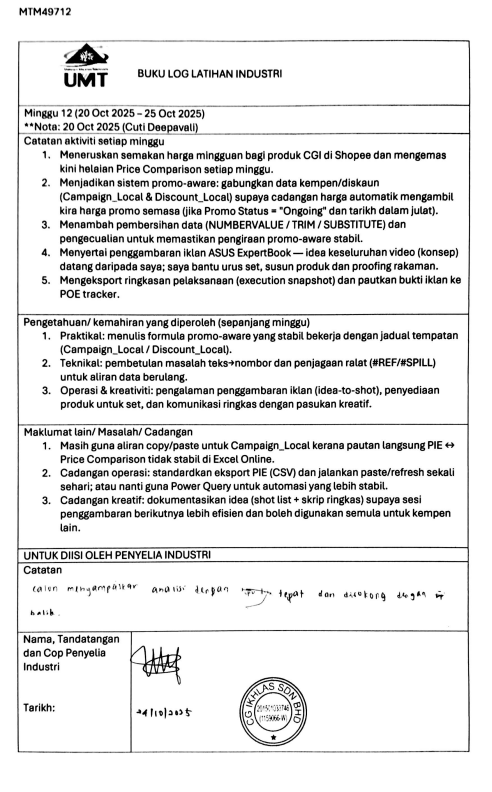 MTM49712
UMT
BUKU LOG LATIHAN INDUSTRI
Minggu 12 (20 Oct 2025 – 25 Oct 2025)
**Nota: 20 Oct 2025 (Cuti Deepavali)
Catatan aktiviti setiap minggu
1. Meneruskan semakan harga mingguan bagi produk CGI di Shopee dan mengemas
kini helaian Price Comparison setiap minggu.
2. Menjadikan sistem promo-aware: gabungkan data kempen/diskaun
(Campaign_Local & Discount_Local) supaya cadangan harga automatik mengambil
kira harga promo semasa (jika Promo Status = "Ongoing" dan tarikh dalam julat).
3. Menambah pembersihan data (NUMBERVALUE / TRIM / SUBSTITUTE) dan
pengecualian untuk memastikan pengiraan promo-aware stabil.
4. Menyertai penggambaran iklan ASUS ExpertBook — idea keseluruhan video (konsep)
datang daripada saya; saya bantu urus set, susun produk dan proofing rakaman.
5. Mengeksport ringkasan pelaksanaan (execution snapshot) dan pautkan bukti iklan ke
POE tracker.
Pengetahuan/ kemahiran yang diperoleh (sepanjang minggu)
1. Praktikal: menulis formula promo-aware yang stabil bekerja dengan jadual tempatan
(Campaign_Local / Discount_Local).
2. Teknikal: pembetulan masalah teks→nombor dan penjagaan ralat (#REF/#SPILL)
untuk aliran data berulang.
3. Operasi & kreativiti: pengalaman penggambaran iklan (idea-to-shot), penyediaan
produk untuk set, dan komunikasi ringkas dengan pasukan kreatif.
Maklumat lain/ Masalah/ Cadangan
1. Masih guna aliran copy/paste untuk Campaign_Local kerana pautan langsung PIE ↔
Price Comparison tidak stabil di Excel Online.
2. Cadangan operasi: standardkan eksport PIE (CSV) dan jalankan paste/refresh sekali
sehari; atau nanti guna Power Query untuk automasi yang lebih stabil.
3. Cadangan kreatif: dokumentasikan idea (shot list + skrip ringkas) supaya sesi
penggambaran berikutnya lebih efisien dan boleh digunakan semula untuk kempen
lain.
UNTUK DIISI OLEH PENYELIA INDUSTRI
Catatan
calon mengampaikan analisi dengan tepat dan disokong dengan
Nama, Tandatangan
dan Cop Penyelia
Industri
Tarikh:
24/10/2025
CG IKHLAS SDN BHD
201501033746
(1159066-W)